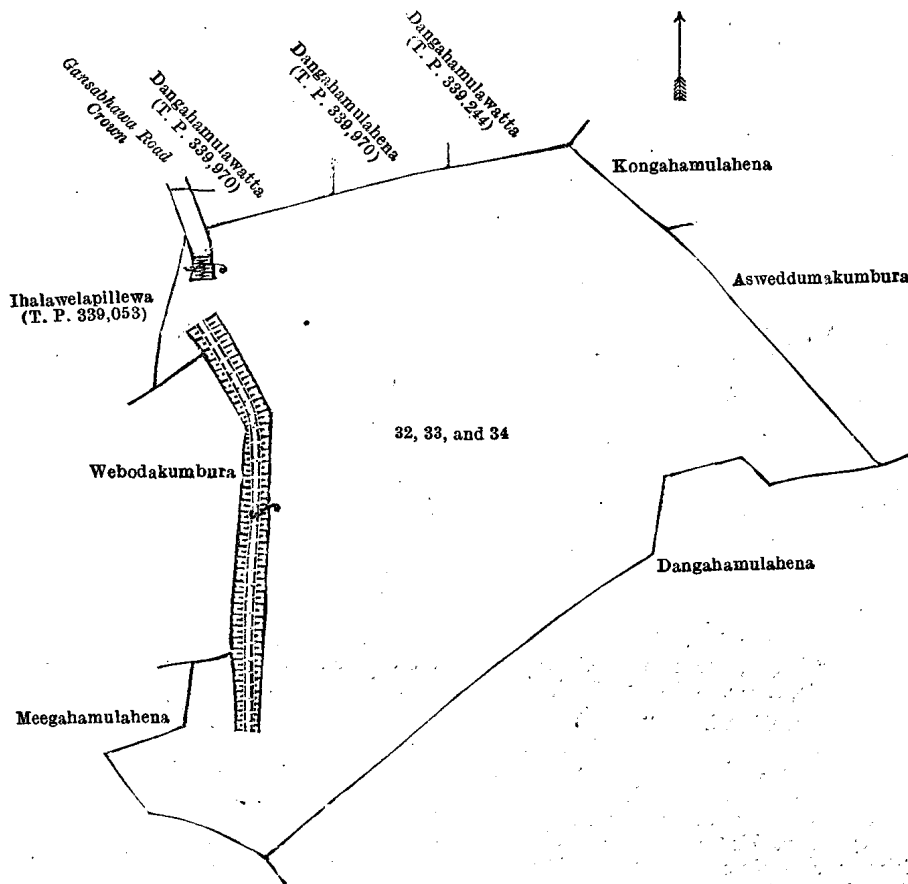 Gansabhawa Road
Crown
Dangahamulawatta
(T. P. 339,970)
Dangahamulahena
(T. P. 339,970)
Dangahamulawatta
(T. P. 339.244)
Kongahamulahena
Asweddumakumbura
Ihalawelapillewa
(T. P. 339,053)
32, 33, and 34
Webodakumbura
Dangahamulahena
Meegahamulahena